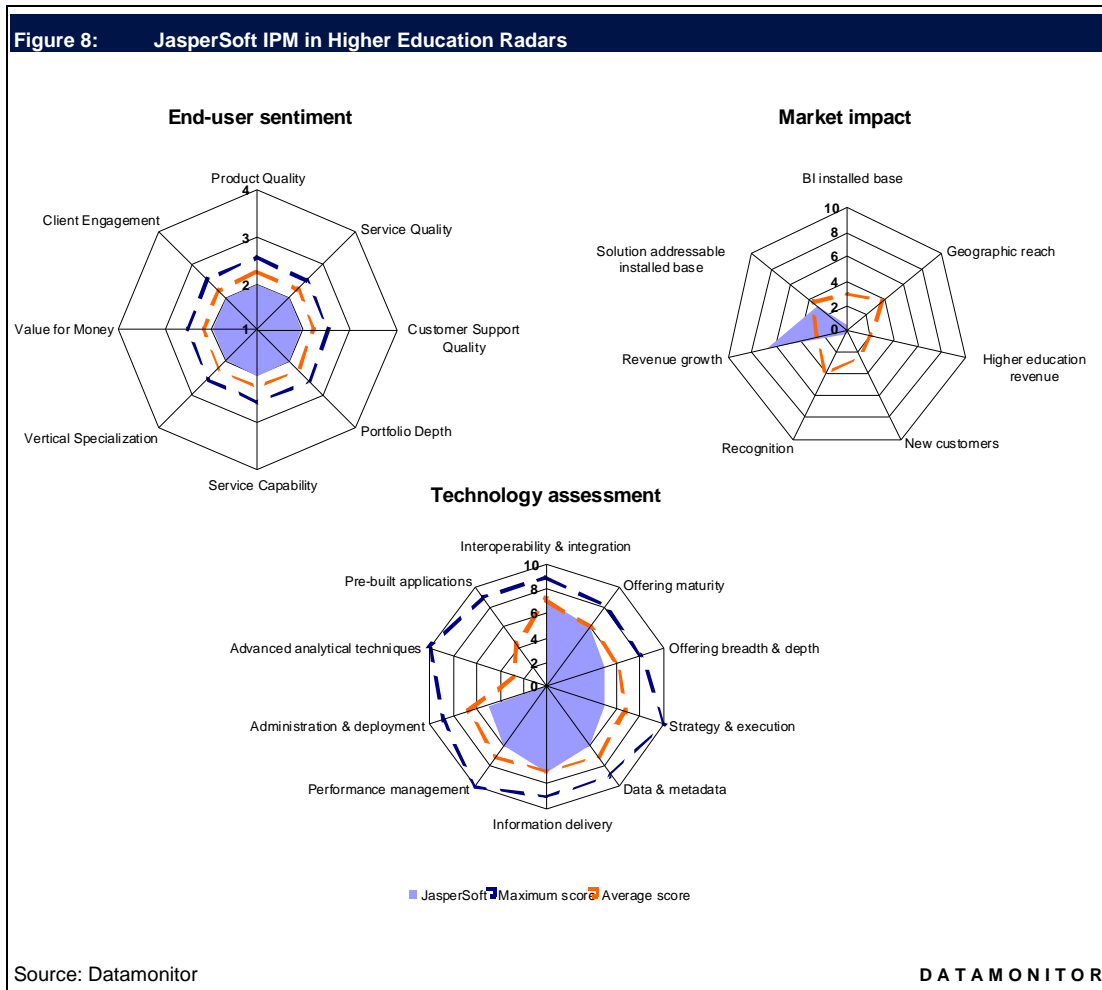 Figure 8: JasperSoft IPM in Higher Education Radars
End-user sentiment
Product Quality
Service Quality
Customer Support
Quality
Portfolio Depth
Service Capability
Vertical Specialization
Value for Money
Client Engagement
4
3
2
1
Market impact
BI installed base
Geographic reach
Higher education
revenue
New customers
Recognition
Revenue growth
Solution addressable
installed base
10
8
6
4
2
0
Technology assessment
Interoperability & integration
Offering maturity
Offering breadth & depth
Strategy & execution
Data & metadata
Information delivery
Performance management
Administration & deployment
Advanced analytical techniques
Pre-built applications
10
8
6
4
2
0
JasperSoft Maximum score Average score
Source: Datamonitor
DATAMONITOR